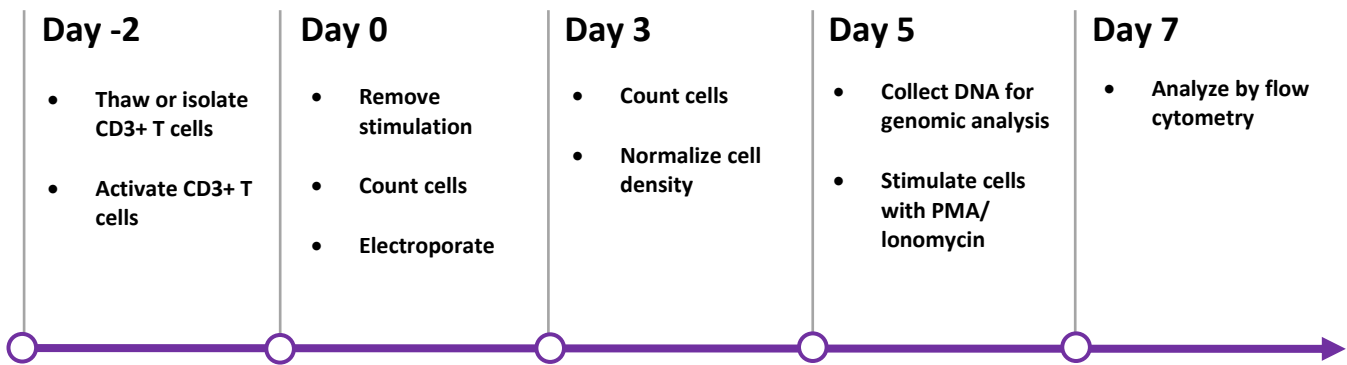 Day -2
• Thaw or isolate
CD3+ T cells
• Activate CD3+ T
cells
Day 0
• Remove
stimulation
• Count cells
• Electroporate
Day 3
• Count cells
• Normalize cell
density
Day 5
• Collect DNA for
genomic analysis
• Stimulate cells
with PMA/
Ionomycin
Day 7
• Analyze by flow
cytometry